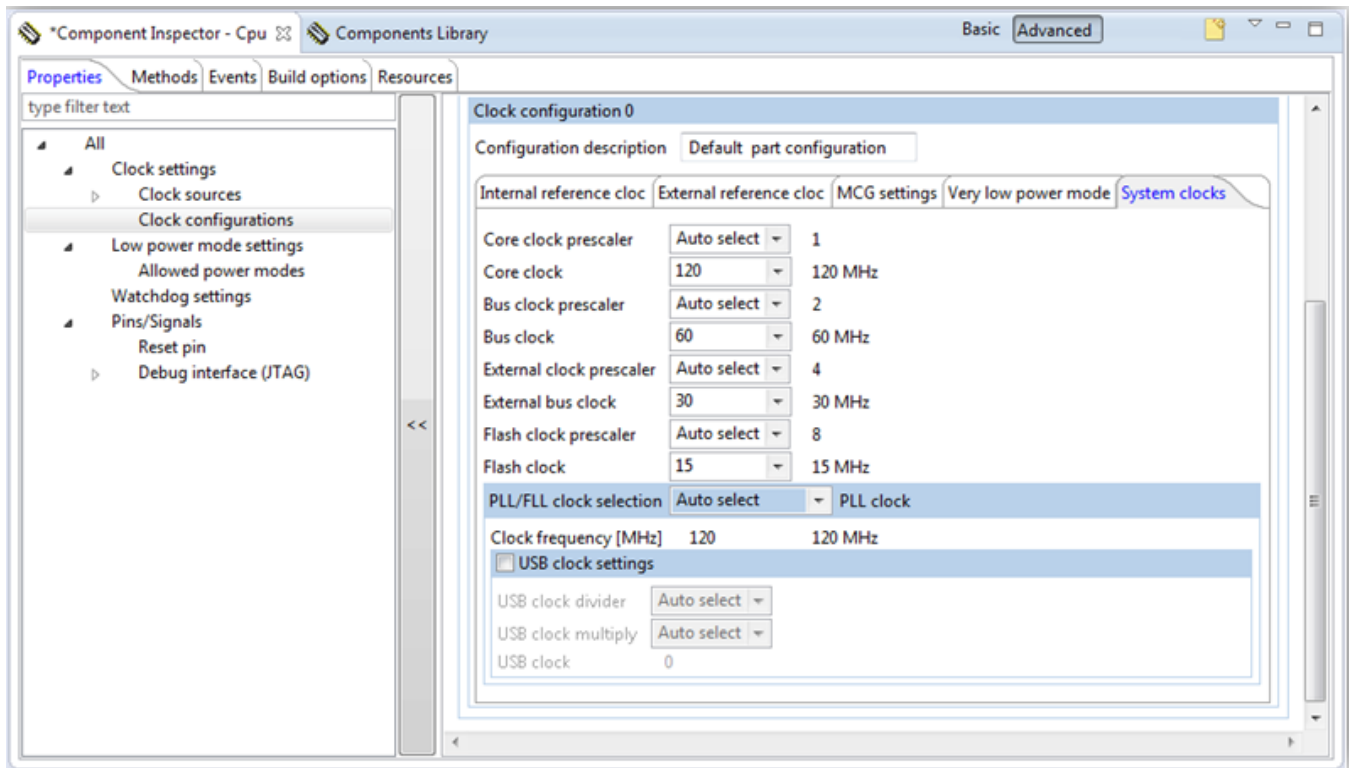 *Component Inspector - Cpu Components Library Basic Advanced
Properties Methods Events Build options Resources
type filter text
All
Clock settings
Clock sources
Clock configurations
Low power mode settings
Allowed power modes
Watchdog settings
Pins/Signals
Reset pin
Debug interface (JTAG)
<<
Clock configuration 0
Configuration description Default part configuration
Internal reference cloc External reference cloc MCG settings Very low power mode System clocks
Core clock prescaler Auto select 1
Core clock 120 120 MHz
Bus clock prescaler Auto select 2
Bus clock 60 60 MHz
External clock prescaler Auto select 4
External bus clock 30 30 MHz
Flash clock prescaler Auto select 8
Flash clock 15 15 MHz
PLL/FLL clock selection Auto select PLL clock
Clock frequency [MHz] 120 120 MHz
USB clock settings
USB clock divider Auto select
USB clock multiply Auto select
USB clock 0